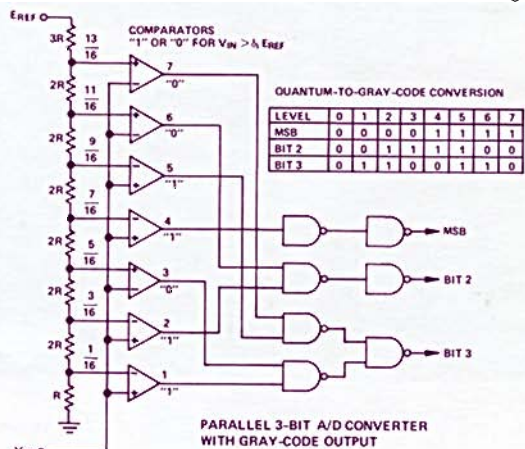 EREF
3R
13/16
COMPARATORS
"1" OR "0" FOR VIN > 1/16 EREF
+
-
7
"0"
2R
11/16
+
-
6
"0"
2R
9/16
-
+
5
"1"
2R
7/16
-
+
4
"1"
2R
5/16
+
-
3
"0"
2R
3/16
-
+
2
"1"
2R
1/16
-
+
1
"1"
R
QUANTUM-TO-GRAY-CODE CONVERSION
LEVEL 0 1 2 3 4 5 6 7
MSB 0 0 0 0 1 1 1 1
BIT 2 0 0 1 1 1 1 0 0
BIT 3 0 1 1 0 0 1 1 0
MSB
BIT 2
BIT 3
PARALLEL 3-BIT A/D CONVERTER
WITH GRAY-CODE OUTPUT